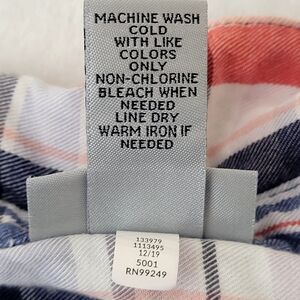 MACHINE WASH
COLD
WITH LIKE
COLORS
ONLY
NON-CHLORINE
BLEACH WHEN
NEEDED
LINE DRY
WARM IRON IF
NEEDED
133979
1113495
12/19
5001
RN99249